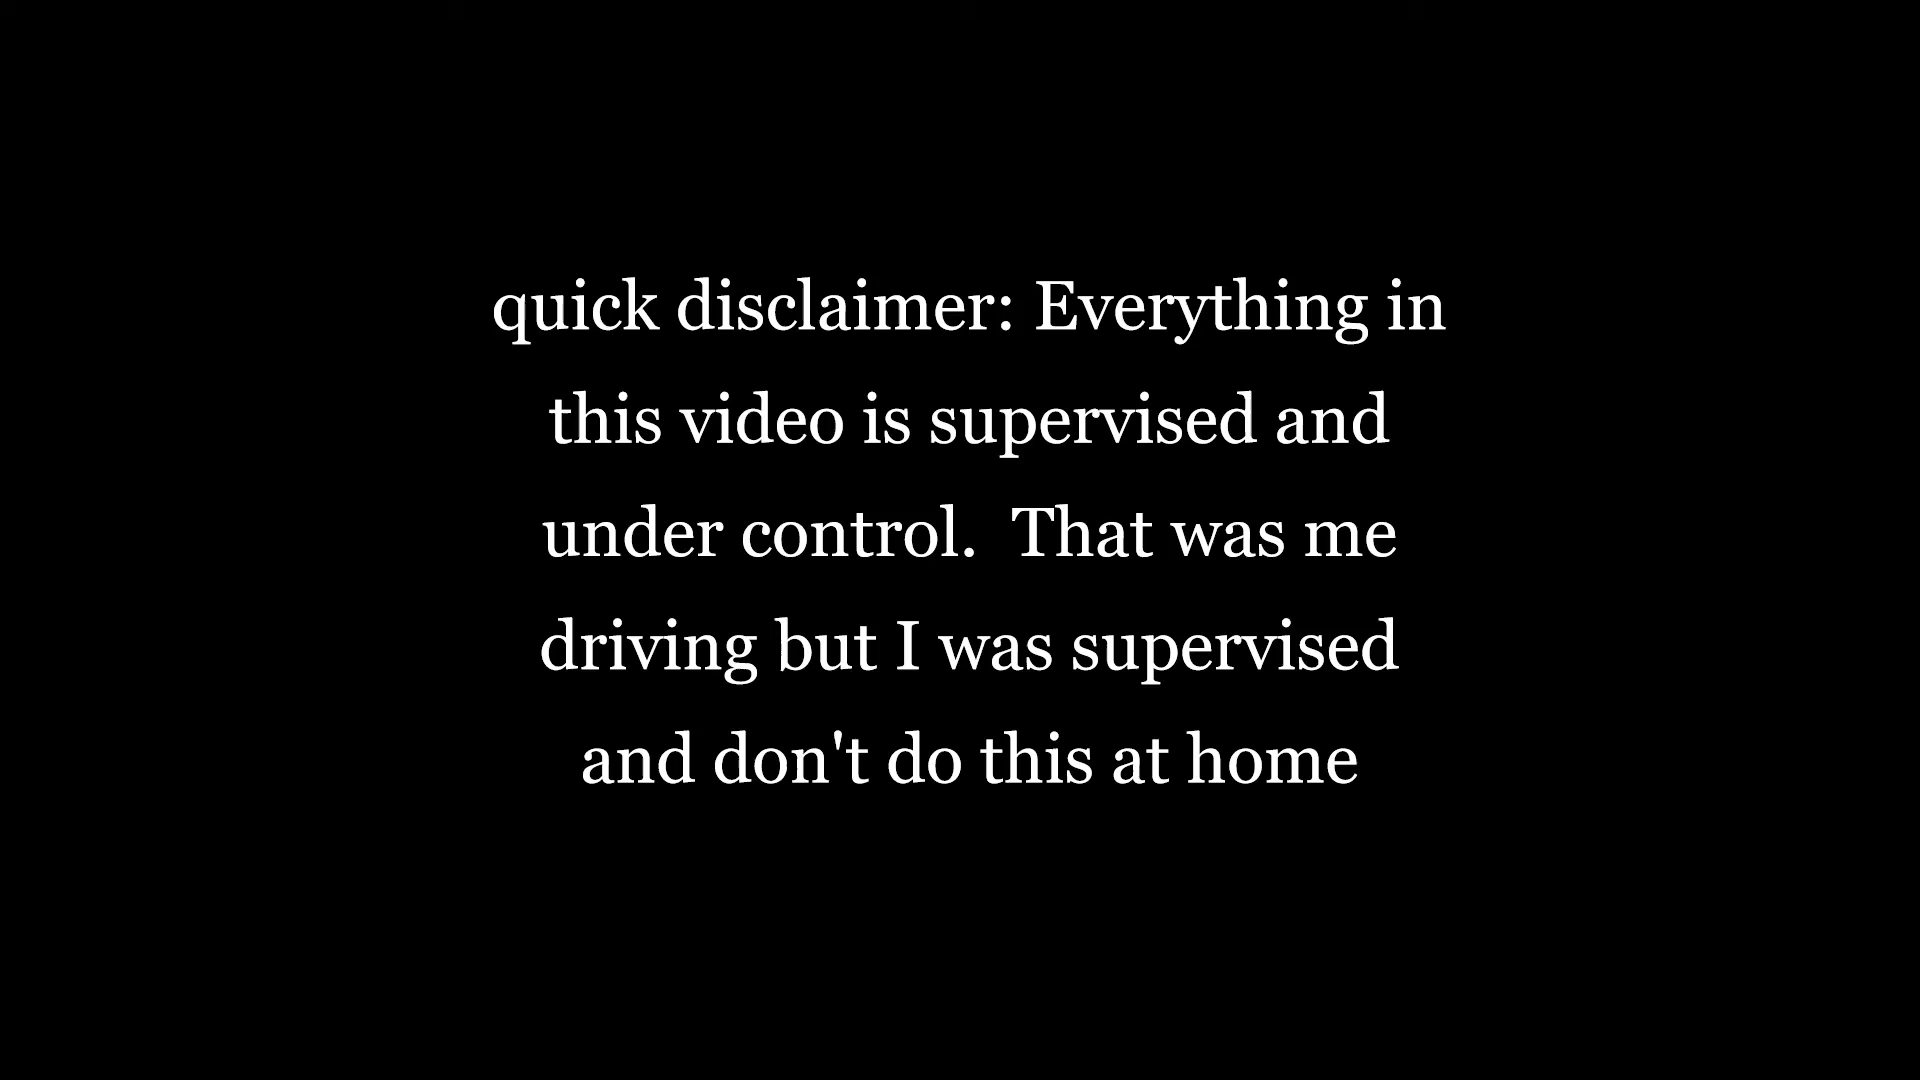 quick disclaimer: Everything in
this video is supervised and
under control.  That was me
driving but I was supervised
and don't do this at home